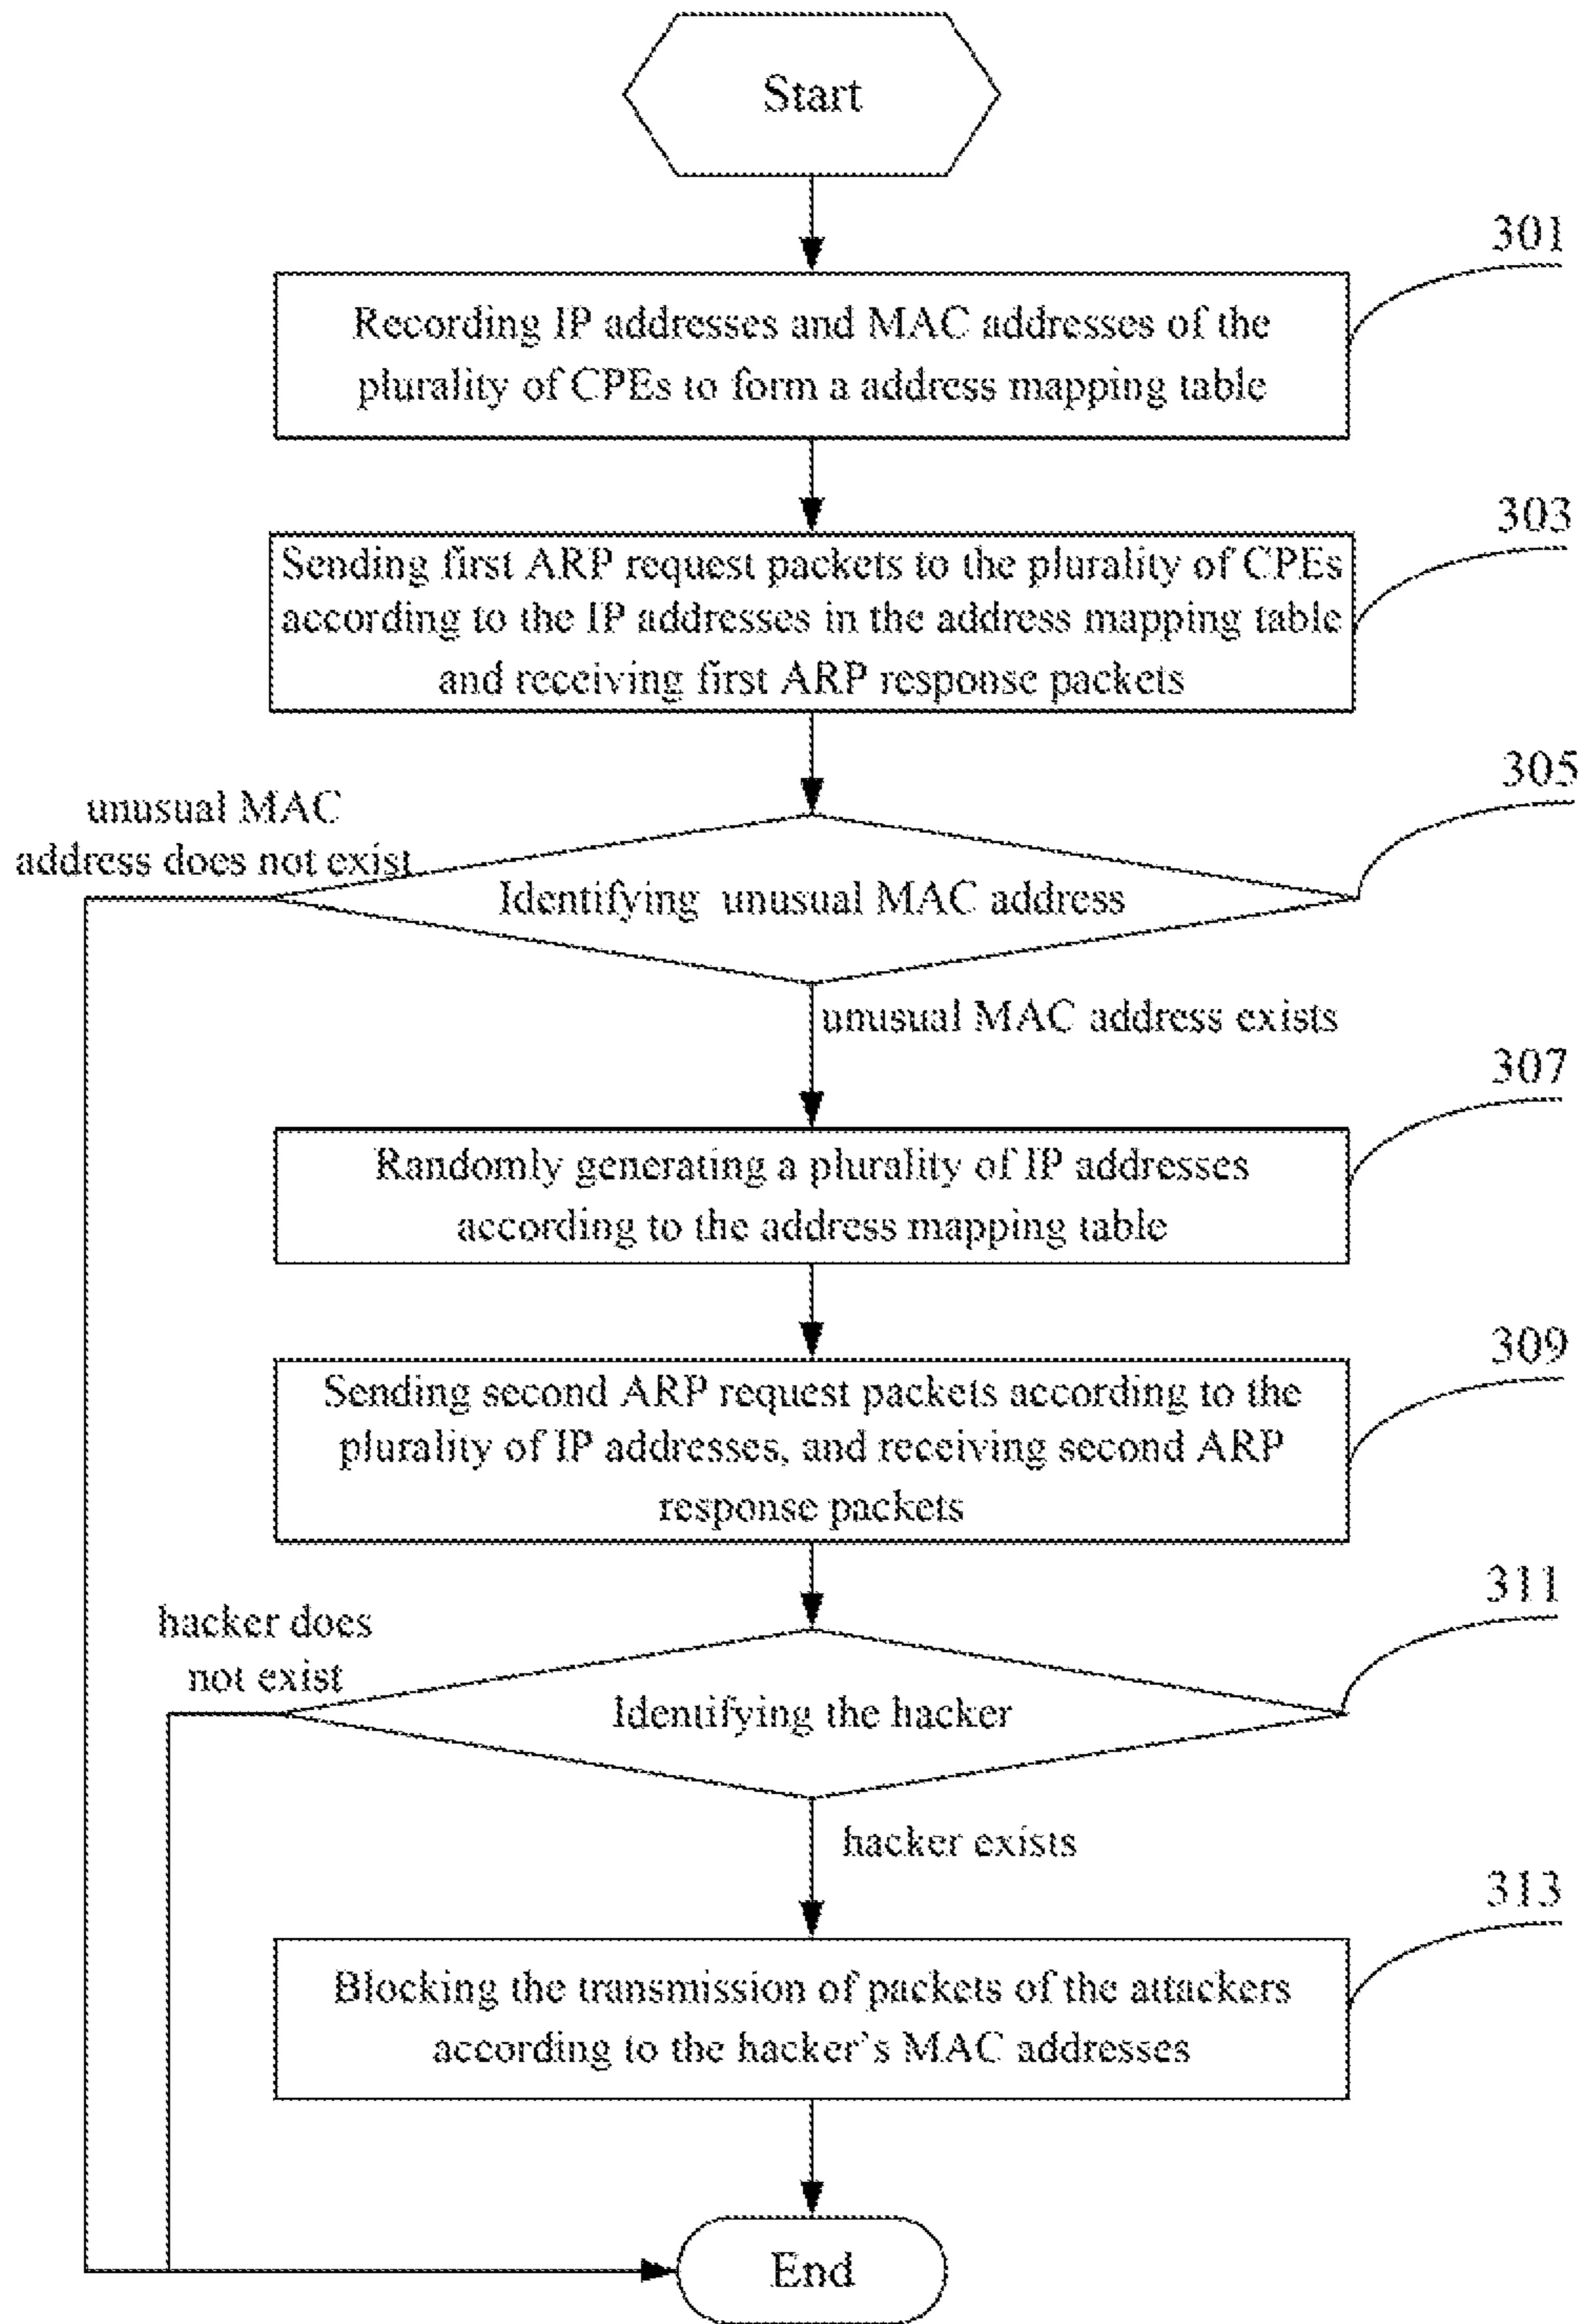 Start
301
Recording IP addresses and MAC addresses of the
plurality of CPEs to form a address mapping table
303
Sending first ARP request packets to the plurality of CPEs
according to the IP addresses in the address mapping table
and receiving first ARP response packets
305
unusual MAC
address does not exist
Identifying unusual MAC address
unusual MAC address exists
307
Randomly generating a plurality of IP addresses
according to the address mapping table
309
Sending second ARP request packets according to the
plurality of IP addresses, and receiving second ARP
response packets
311
hacker does
not exist
Identifying the hacker
hacker exists
313
Blocking the transmission of packets of the attackers
according to the hacker's MAC addresses
End